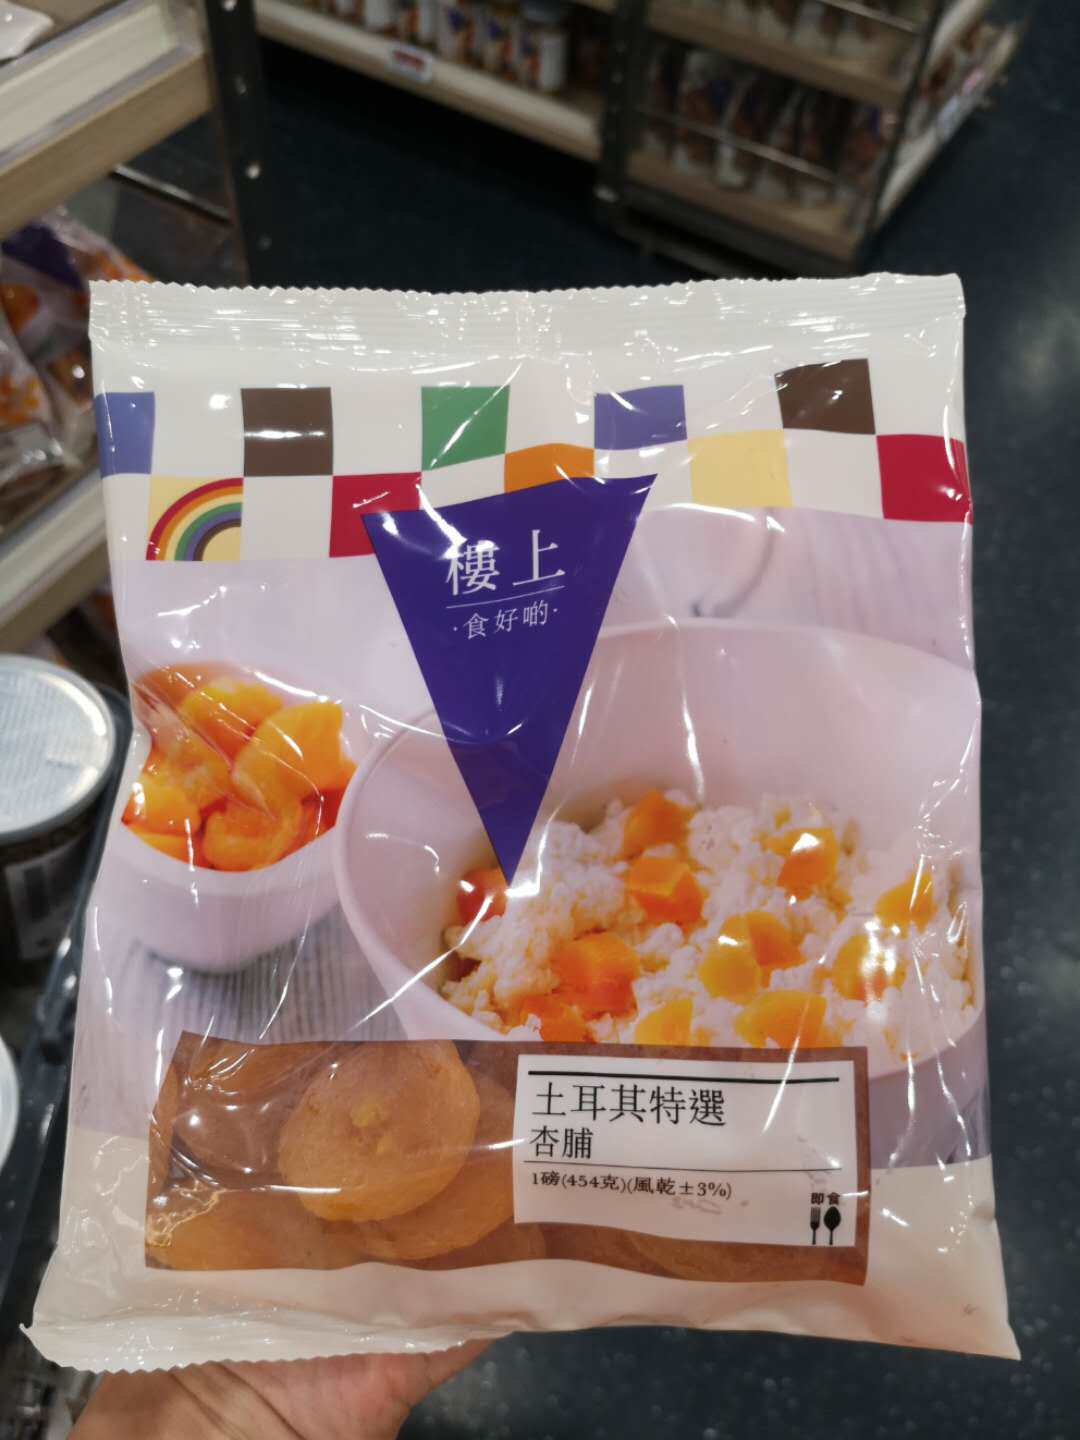 樓上
·食好啲·
土耳其特選
杏脯
1磅(454克)(風乾±3%)
即食